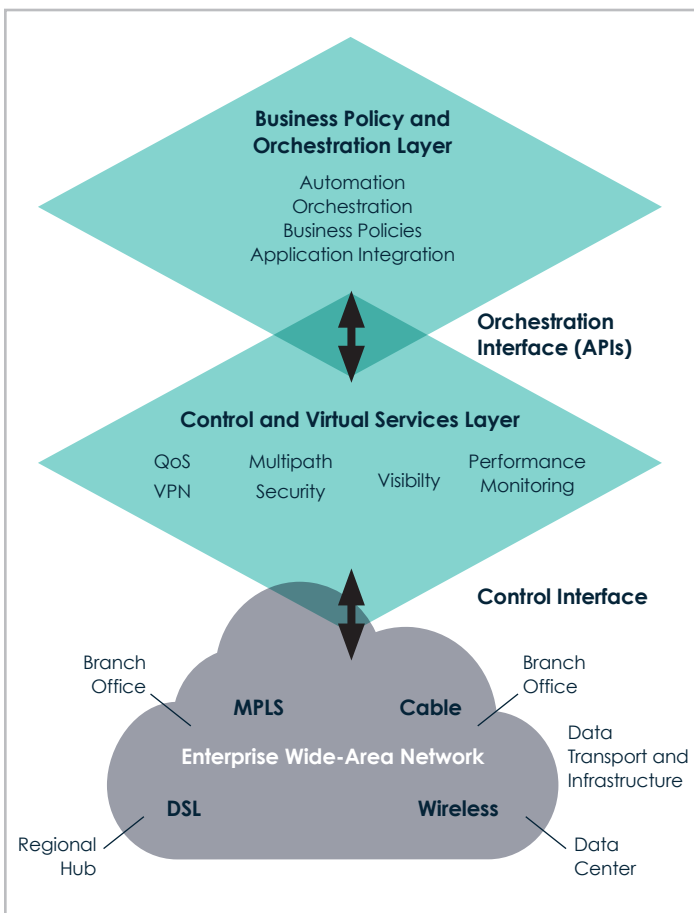 Business Policy and
Orchestration Layer
Automation
Orchestration
Business Policies
Application Integration
Orchestration
Interface (APIs)
Control and Virtual Services Layer
QoS
VPN
Multipath
Security
Visibilty
Performance
Monitoring
Control Interface
Branch
Office
Branch
Office
MPLS
Cable
Data
Transport and
Infrastructure
Enterprise Wide-Area Network
DSL
Wireless
Regional
Hub
Data
Center